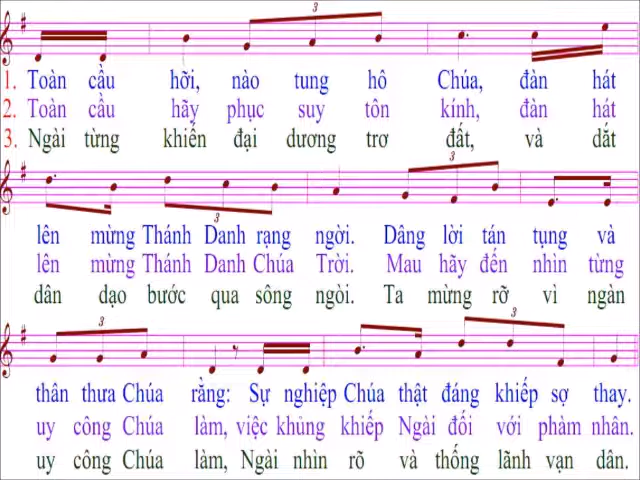 3
1. Toàn cầu hỡi, nào tung hô Chúa, đàn hát
2. Toàn cầu hãy phục suy tôn kính, đàn hát
3. Ngài từng khiến đại dương trơ đất, và dắt
3
3
lên mừng Thánh Danh rạng ngời. Dâng lời tán tụng và
lên mừng Thánh Danh Chúa Trời. Mau hãy đến nhìn từng
dân dạo bước qua sông ngòi. Ta mừng rỡ vì ngàn
3
3
thân thưa Chúa rằng: Sự nghiệp Chúa thật đáng khiếp sợ thay.
uy công Chúa làm, việc khủng khiếp Ngài đối với phàm nhân.
uy công Chúa làm, Ngài nhìn rõ và thống lãnh vạn dân.